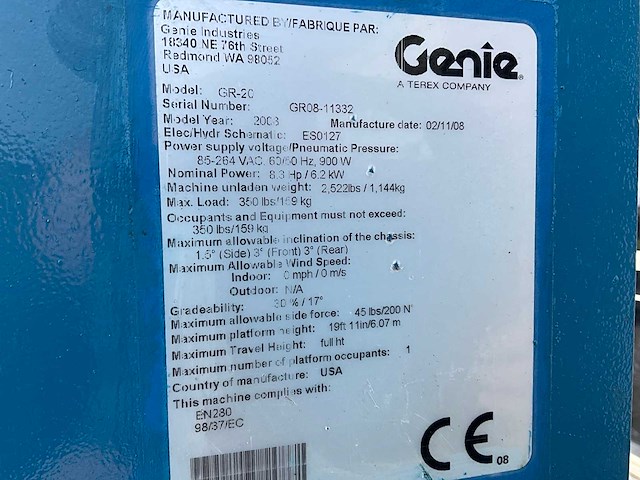 MANUFACTURED BY/FABRIQUE PAR:
Genie Industries
18340 NE 76th Street
Redmond WA 98052
USA
Genie
A TEREX COMPANY
Model: GR-20
Serial Number: GR08-11332
Model Year: 2008 Manufacture date: 02/11/08
Elec/Hydr Schematic: ES0127
Power supply voltage/Pneumatic Pressure:
85-264 VAC, 60/50 Hz, 900 W
Nominal Power: 8.3 Hp / 6.2 kW
Machine unladen weight: 2,522lbs / 1,144kg
Max. Load: 350 lbs/159 kg
Occupants and Equipment must not exceed:
350 lbs/159 kg
Maximum allowable inclination of the chassis:
1.5° (Side) 3° (Front) 3° (Rear)
Maximum Allowable Wind Speed:
Indoor: 0 mph / 0 m/s
Outdoor: N/A
Gradeability: 30 % / 17°
Maximum allowable side force: 45 lbs/200 N
Maximum platform height: 19ft 11in/6.07 m
Maximum Travel Height: full ht
Maximum number of platform occupants: 1
Country of manufacture: USA
This machine complies with:
EN280
98/37/EC
CE 08